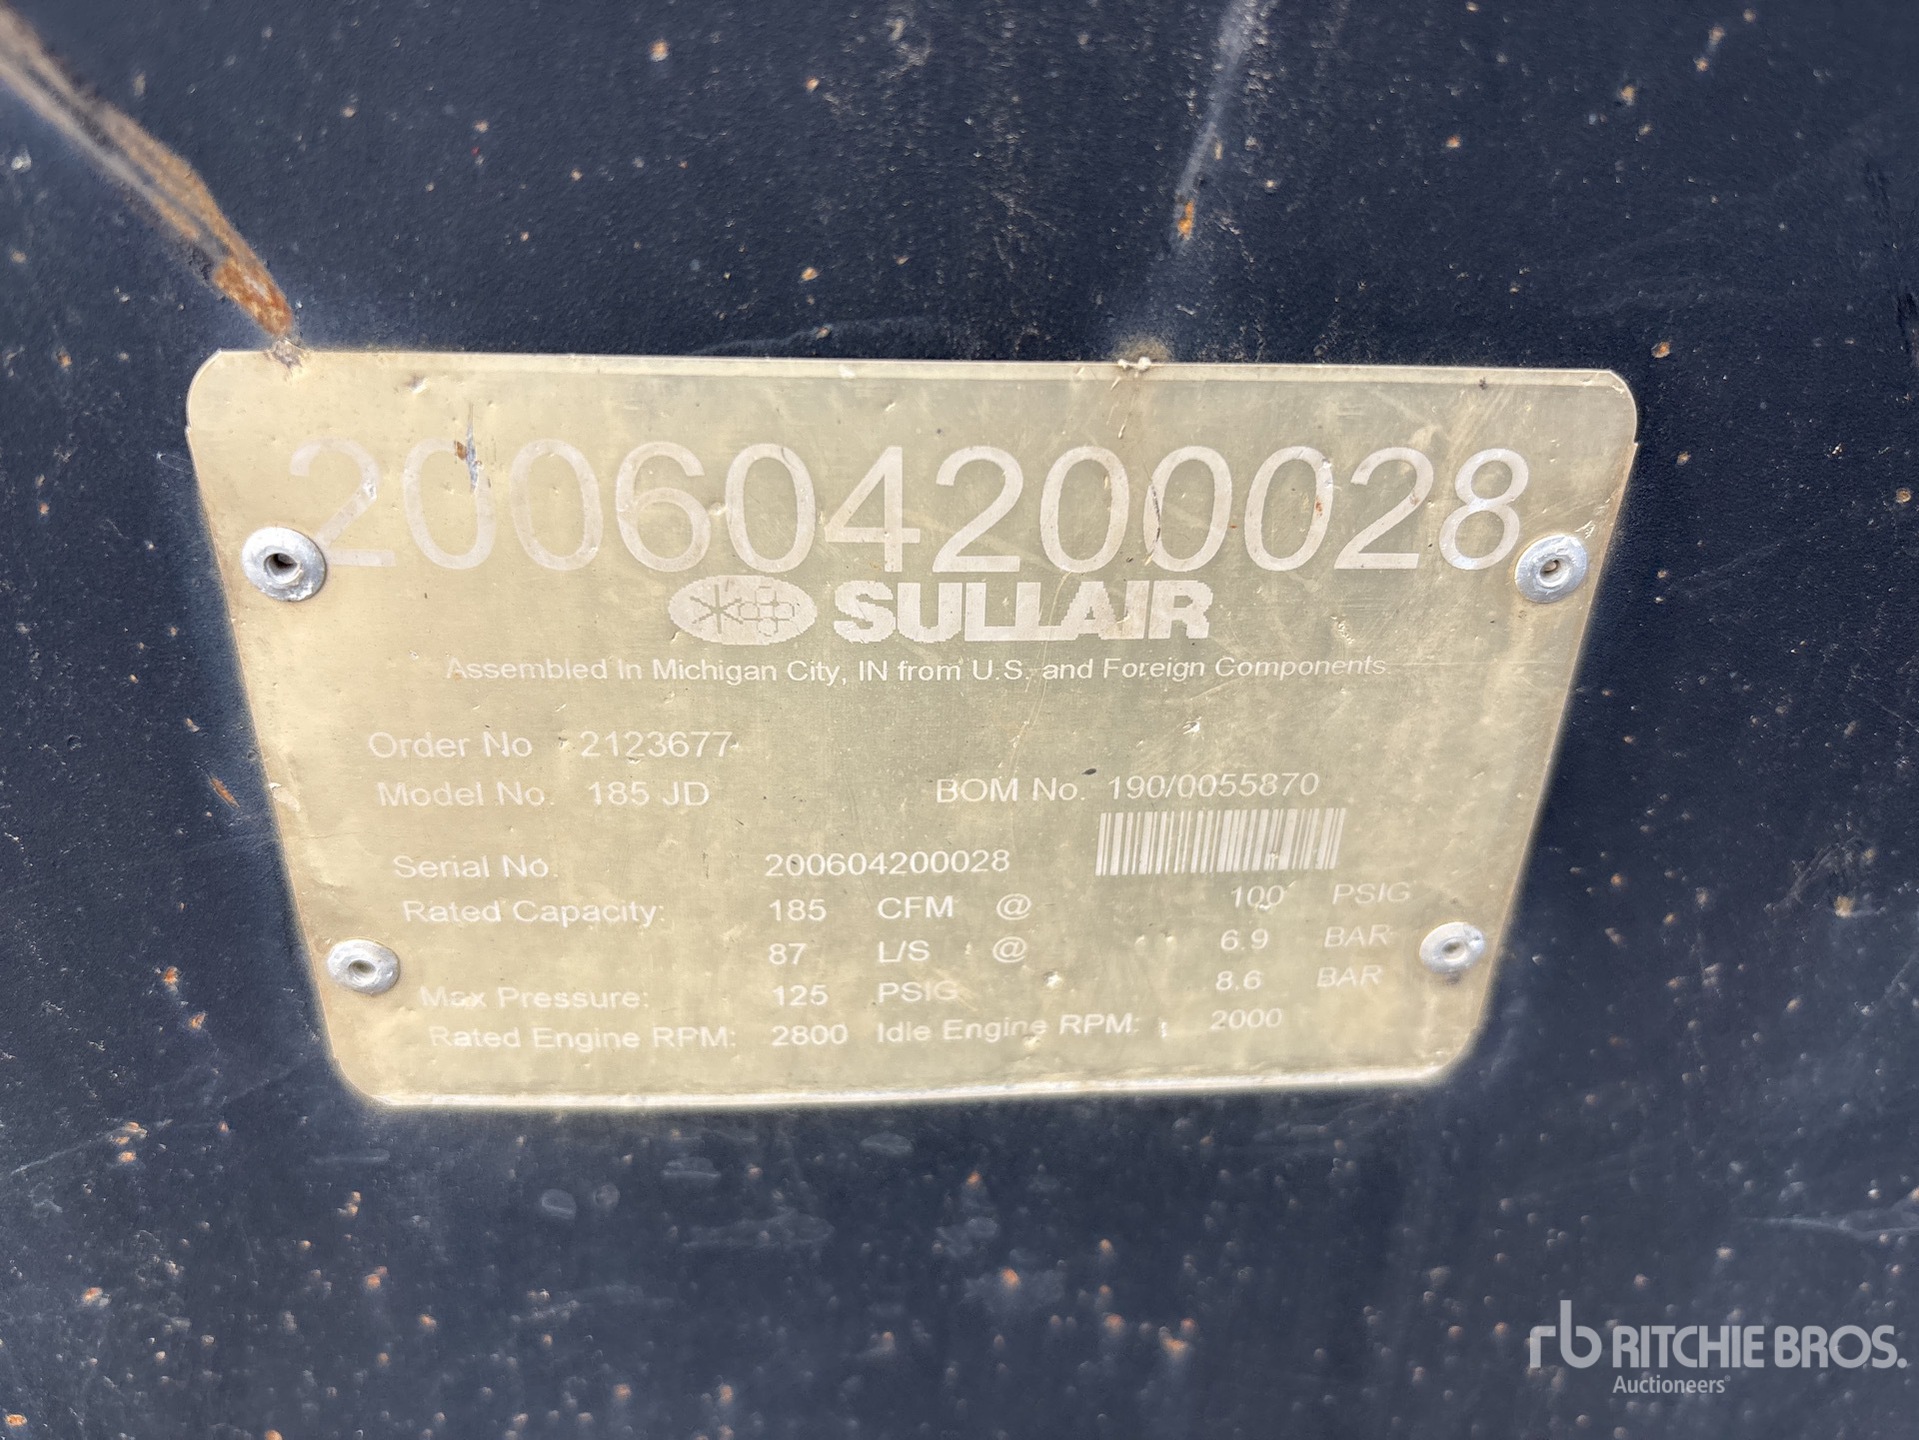 200604200028
SULLAIR
Assembled In Michigan City, IN from U.S. and Foreign Components.
Order No : 2123677
Model No. 185 JD BOM No. 190/0055870
Serial No. 200604200028
Rated Capacity: 185 CFM @ 100 PSIG
87 L/S @ 6.9 BAR
Max Pressure: 125 PSIG 8.6 BAR
Rated Engine RPM: 2800 Idle Engine RPM: 2000
rb RITCHIE BROS.
Auctioneers®